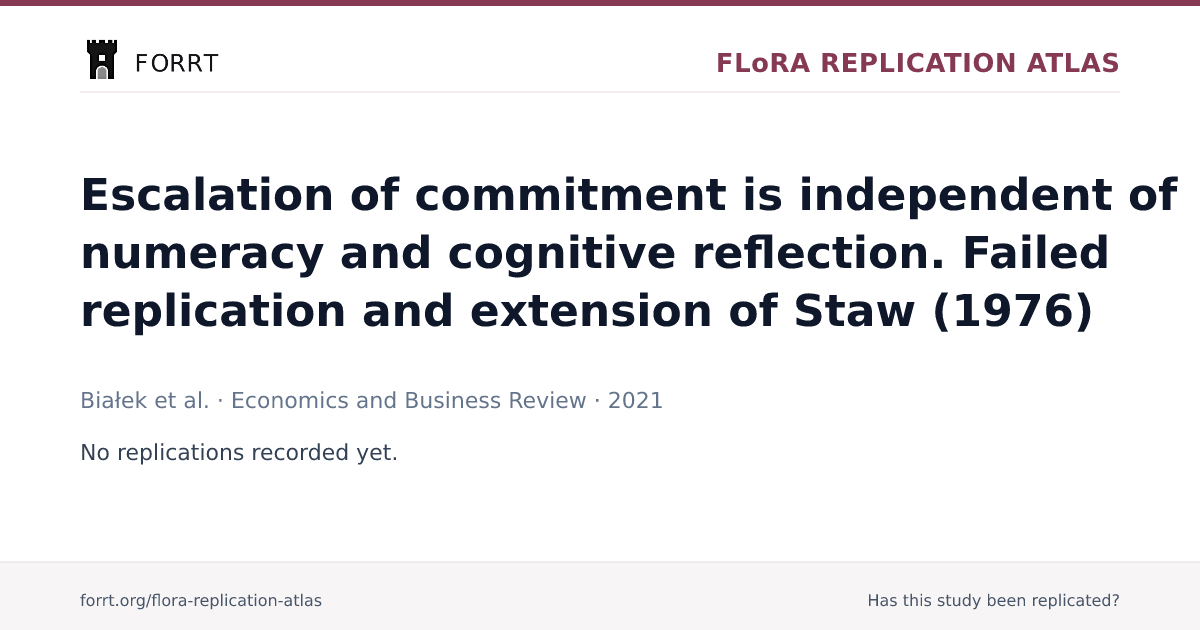 FORRT
FLoRA REPLICATION ATLAS
Escalation of commitment is independent of
numeracy and cognitive reflection. Failed
replication and extension of Staw (1976)
Białek et al. · Economics and Business Review · 2021
No replications recorded yet.
forrt.org/flora-replication-atlas
Has this study been replicated?